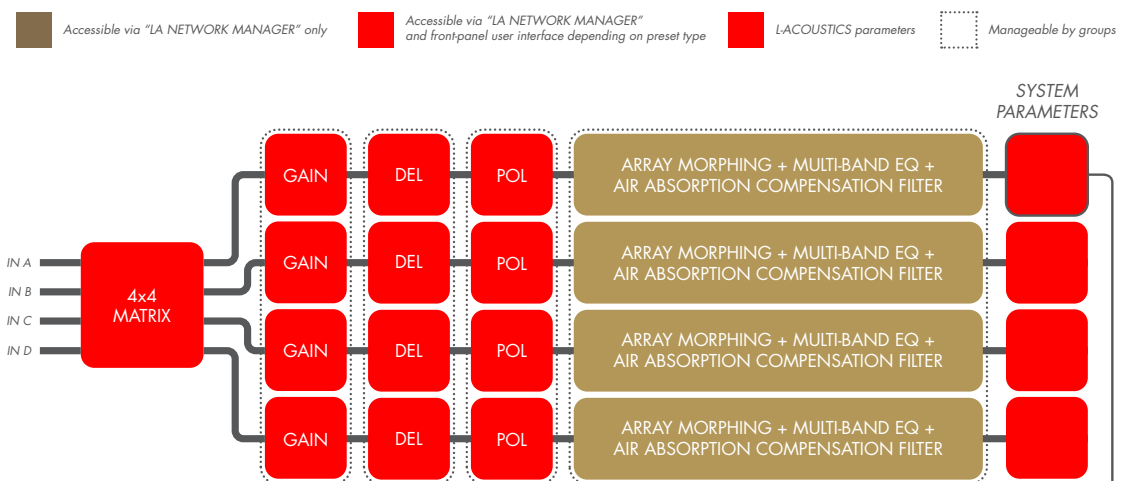 Accessible via “LA NETWORK MANAGER” only
Accessible via “LA NETWORK MANAGER”
and front-panel user interface depending on preset type
L-ACOUSTICS parameters
Manageable by groups
SYSTEM
PARAMETERS
GAIN
DEL
POL
ARRAY MORPHING + MULTI-BAND EQ +
AIR ABSORPTION COMPENSATION FILTER
IN A
IN B
IN C
IN D
4x4
MATRIX
GAIN
DEL
POL
ARRAY MORPHING + MULTI-BAND EQ +
AIR ABSORPTION COMPENSATION FILTER
GAIN
DEL
POL
ARRAY MORPHING + MULTI-BAND EQ +
AIR ABSORPTION COMPENSATION FILTER
GAIN
DEL
POL
ARRAY MORPHING + MULTI-BAND EQ +
AIR ABSORPTION COMPENSATION FILTER